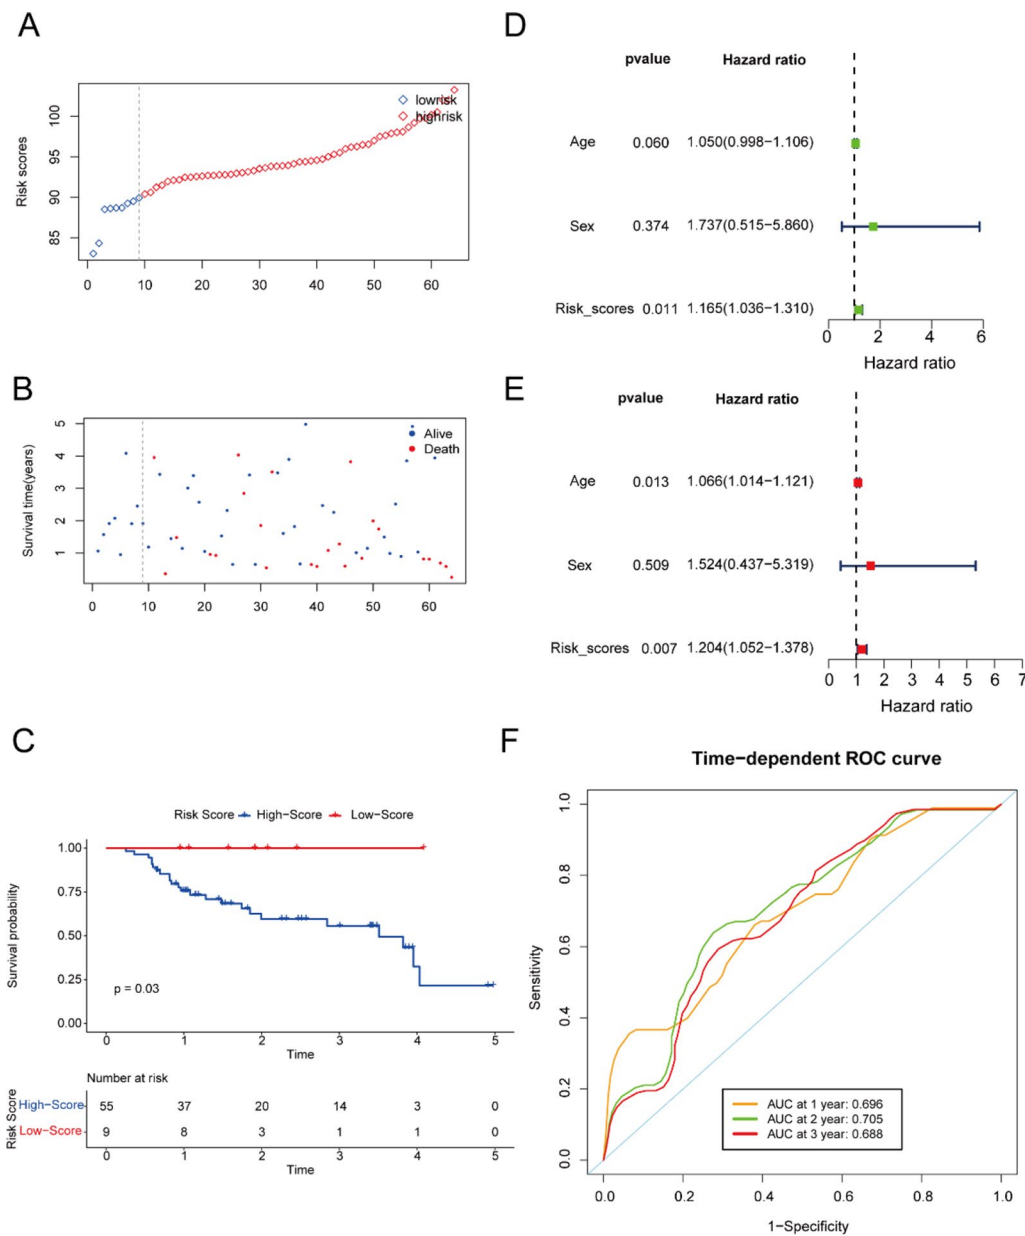 A
Risk scores
100
95
90
85
lowrisk
highrisk
0 10 20 30 40 50 60
B
Survival time(years)
5
4
3
2
1
Alive
Death
0 10 20 30 40 50 60
C
Risk Score High−Score Low−Score
Survival probability
1.00
0.75
0.50
0.25
0.00
p = 0.03
0 1 2 3 4 5
Time
Number at risk
Risk Score
High−Score 55 37 20 14 3 0
Low−Score 9 8 3 1 1 0
0 1 2 3 4 5
Time
D
pvalue Hazard ratio
Age 0.060 1.050(0.998−1.106)
Sex 0.374 1.737(0.515−5.860)
Risk_scores 0.011 1.165(1.036−1.310)
0 2 4 6
Hazard ratio
E
pvalue Hazard ratio
Age 0.013 1.066(1.014−1.121)
Sex 0.509 1.524(0.437−5.319)
Risk_scores 0.007 1.204(1.052−1.378)
0 1 2 3 4 5 6 7
Hazard ratio
F
Time−dependent ROC curve
Sensitivity
1.0
0.8
0.6
0.4
0.2
0.0
AUC at 1 year: 0.696
AUC at 2 year: 0.705
AUC at 3 year: 0.688
0.0 0.2 0.4 0.6 0.8 1.0
1−Specificity